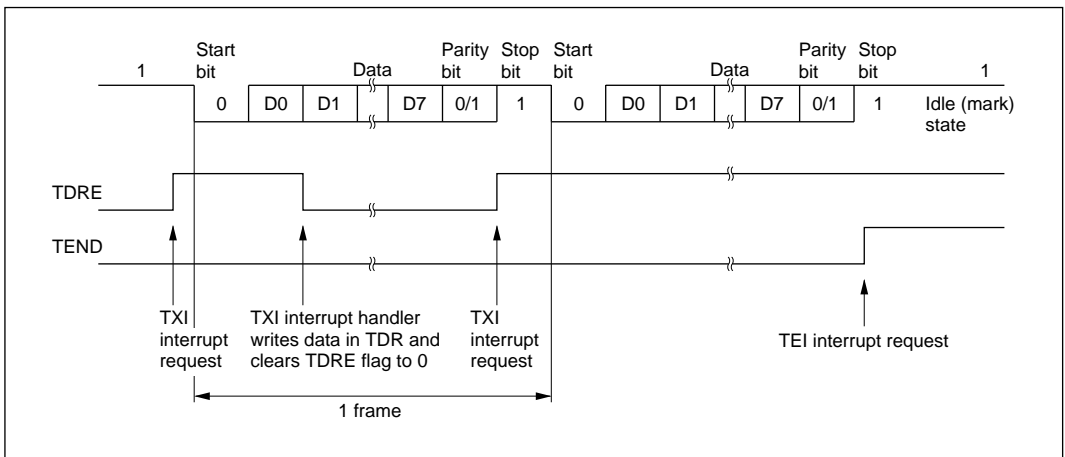 Start Parity Stop Start Parity Stop
1 bit Data bit bit bit Data bit bit 1
0 D0 D1 D7 0/1 1 0 D0 D1 D7 0/1 1 Idle (mark)
state
TDRE
TEND
TXI TXI interrupt handler TXI
interrupt writes data in TDR and interrupt TEI interrupt request
request clears TDRE flag to 0 request
1 frame